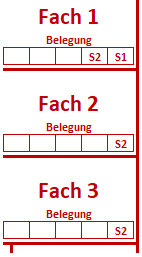 Fach 1
Belegung
S2 S1
Fach 2
Belegung
S2
Fach 3
Belegung
S2